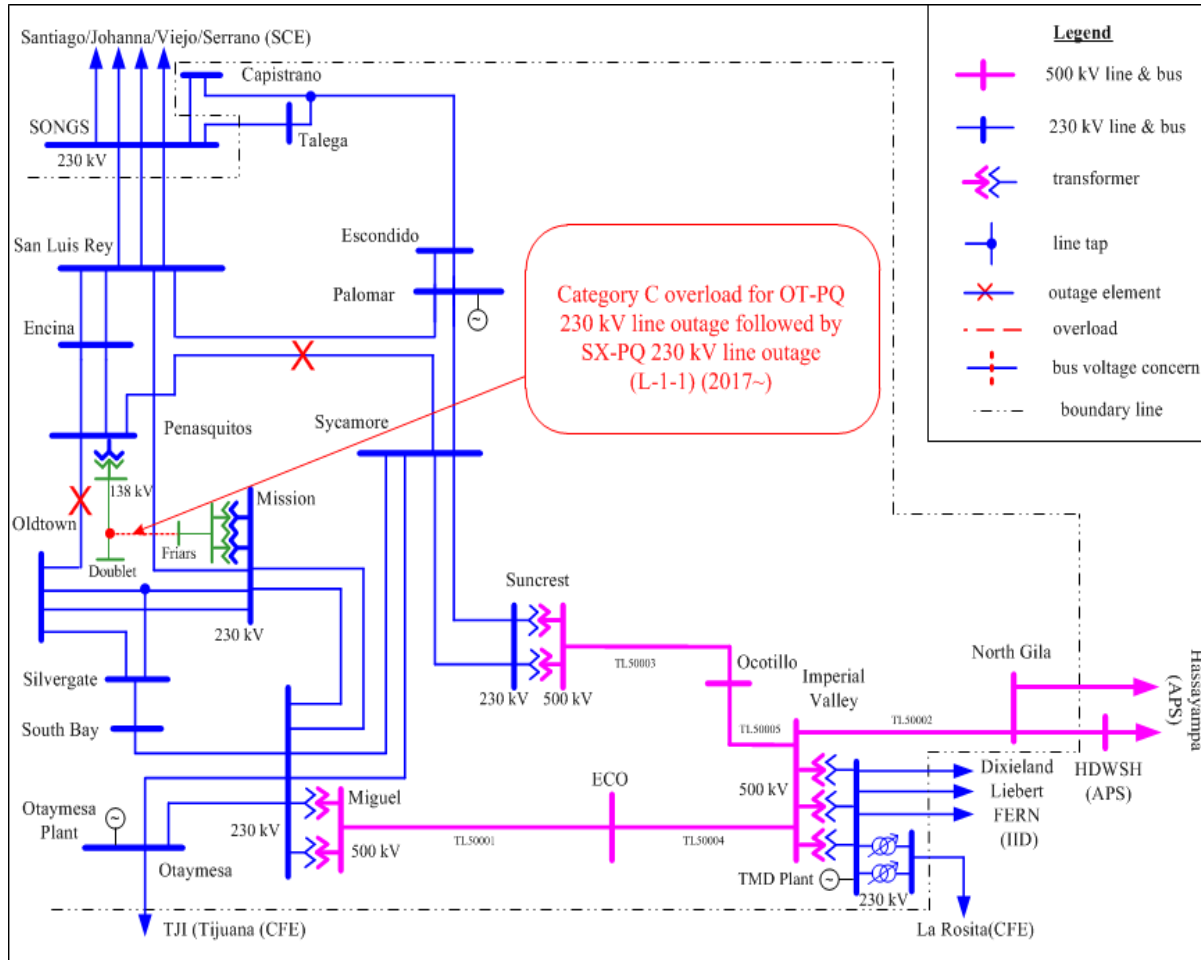 Santiago/Johanna/Viejo/Serrano (SCE)
Capistrano
SONGS
230 kV
Talega
San Luis Rey
Escondido
Palomar
~
Encina
Category C overload for OT-PQ
230 kV line outage followed by
SX-PQ 230 kV line outage
(L-1-1) (2017~)
Penasquitos
Sycamore
138 kV
Mission
Oldtown
Friars
Doublet
230 kV
Suncrest
230 kV
500 kV
TL50003
Ocotillo
TL50005
Imperial
Valley
500 kV
TL50002
North Gila
Hassayampa
(APS)
HDWSH
(APS)
Silvergate
South Bay
Otaymesa
Plant
~
Otaymesa
230 kV
Miguel
500 kV
TL50001
ECO
TL50004
Dixieland
Liebert
FERN
(IID)
TMD Plant
~
230 kV
TJI (Tijuana (CFE)
La Rosita(CFE)
Legend
500 kV line & bus
230 kV line & bus
transformer
line tap
outage element
overload
bus voltage concern
boundary line